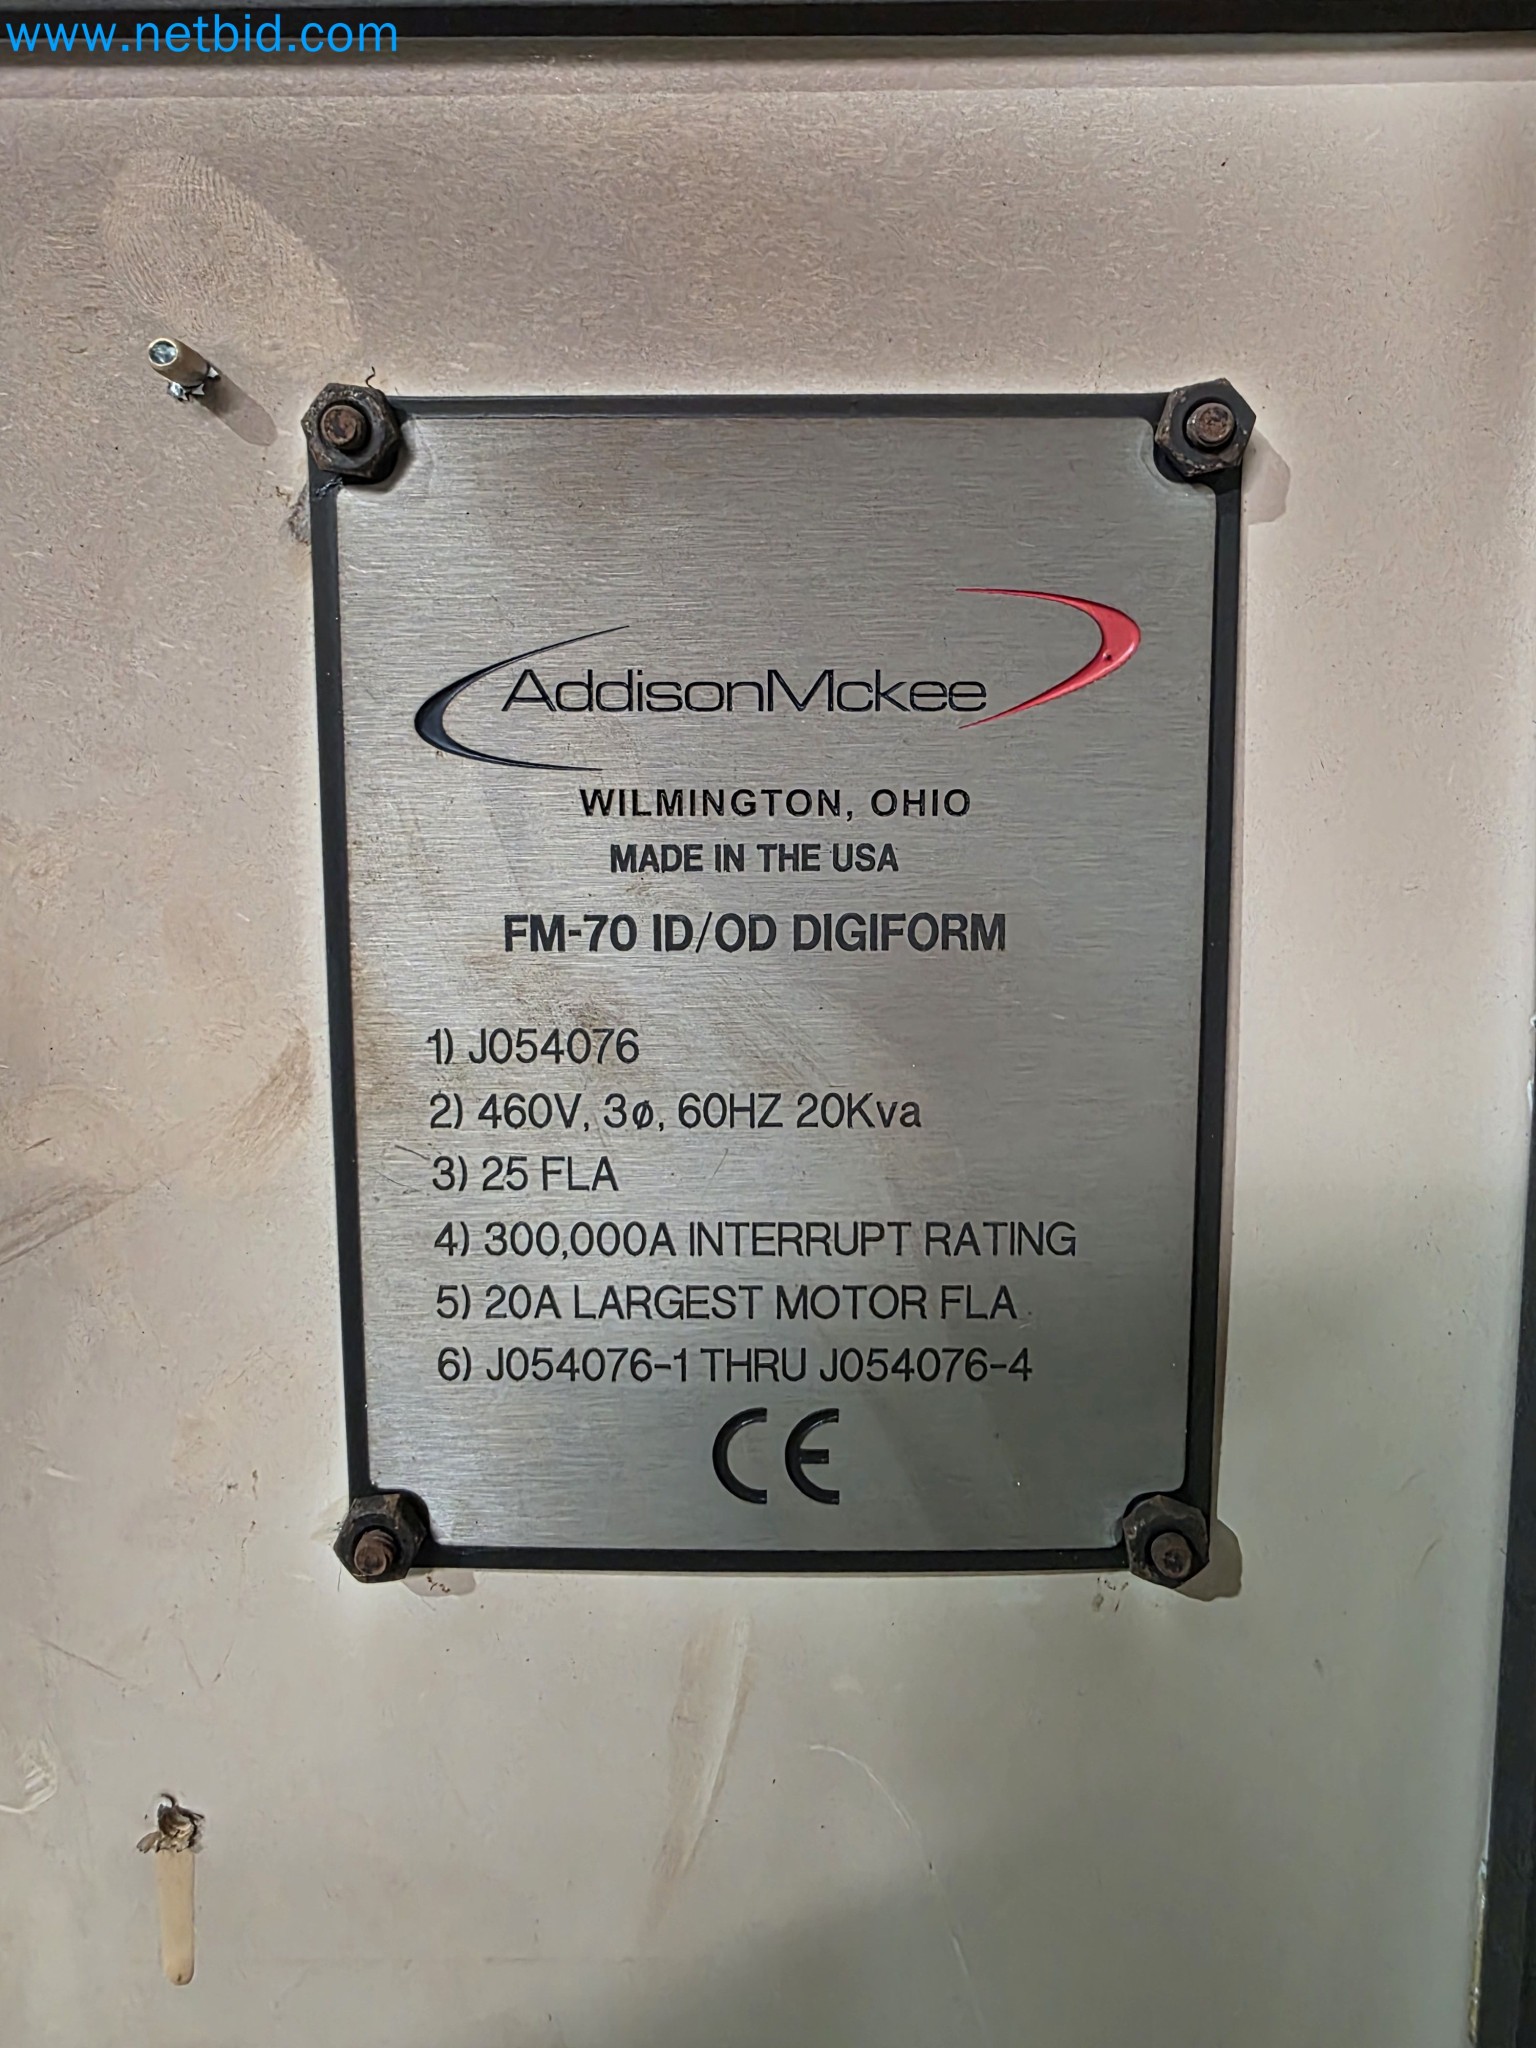 www.netbid.com
AddisonMckee
WILMINGTON, OHIO
MADE IN THE USA
FM-70 ID/OD DIGIFORM
1) J054076
2) 460V, 3ø, 60HZ 20Kva
3) 25 FLA
4) 300,000A INTERRUPT RATING
5) 20A LARGEST MOTOR FLA
6) J054076-1 THRU J054076-4
CE